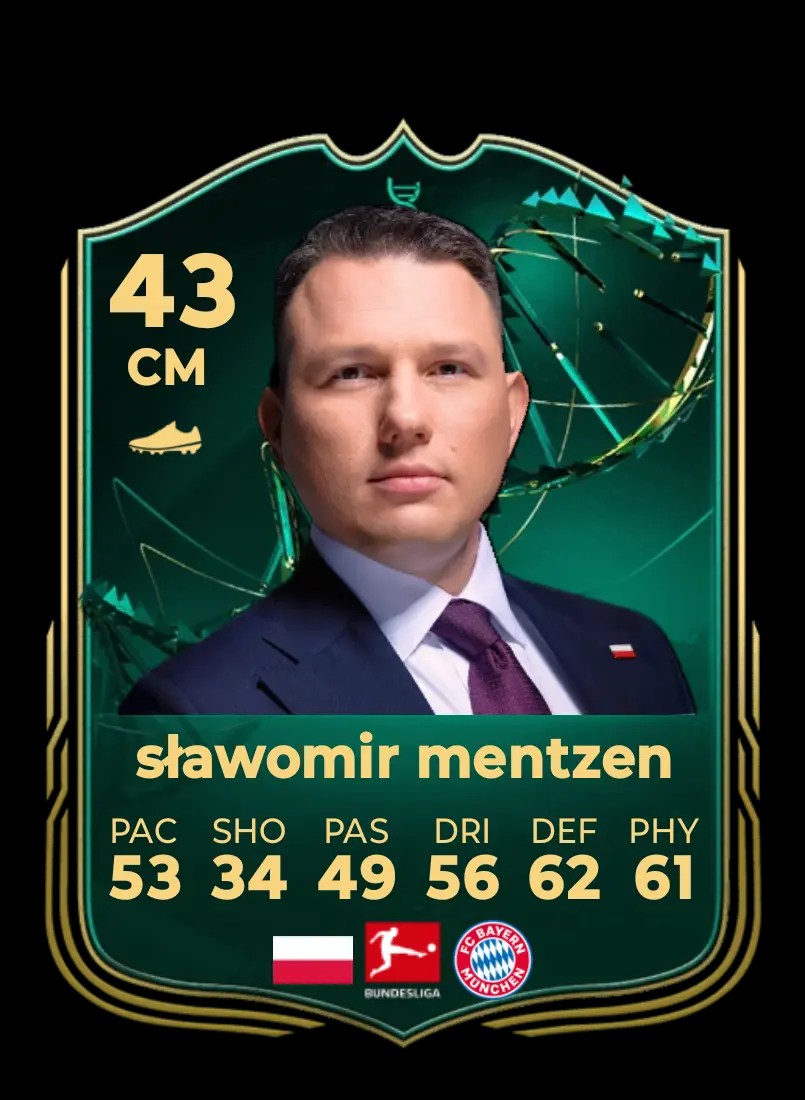 43
CM
sławomir mentzen
PAC SHO PAS DRI DEF PHY
53 34 49 56 62 61
BUNDESLIGA
FC BAYERN
MÜNCHEN